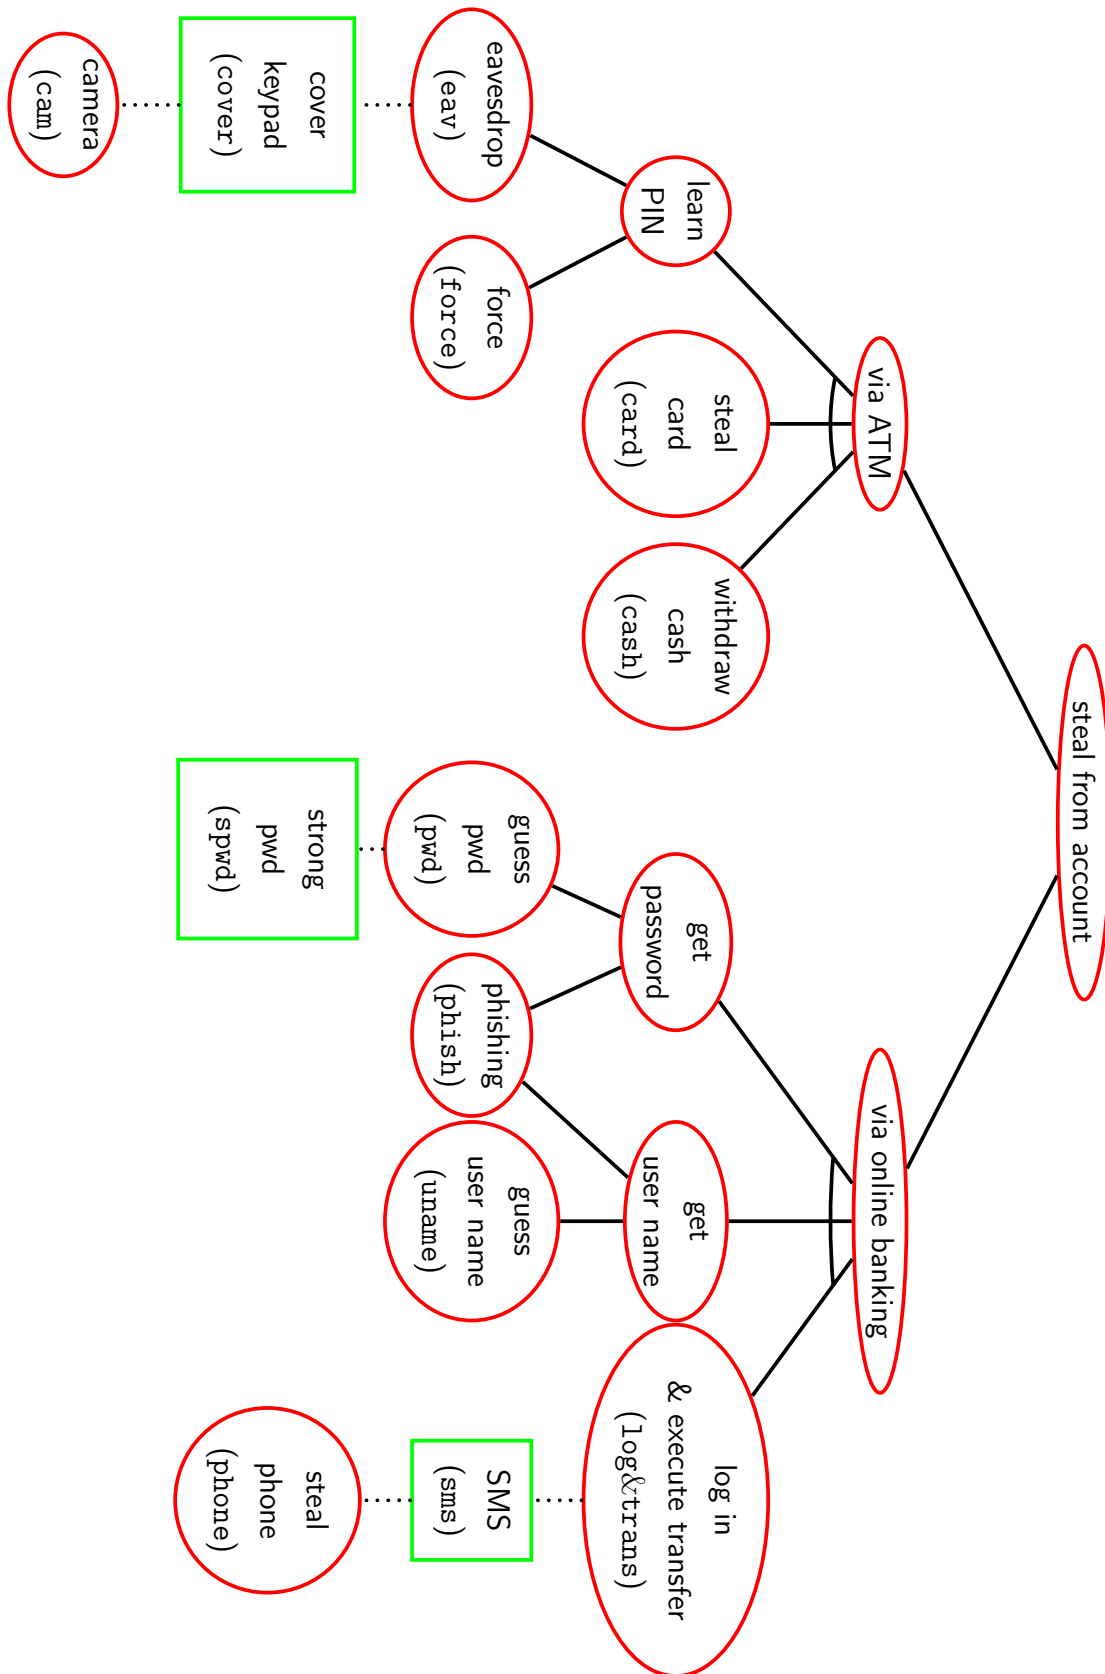 steal from account
via ATM
via online banking
learn
PIN
steal
card
(card)
withdraw
cash
(cash)
get
password
get
user name
log in
& execute transfer
(log&trans)
eavesdrop
(eav)
force
(force)
guess
pwd
(pwd)
phishing
(phish)
guess
user name
(uname)
SMS
(sms)
cover
keypad
(cover)
strong
pwd
(spwd)
steal
phone
(phone)
camera
(cam)